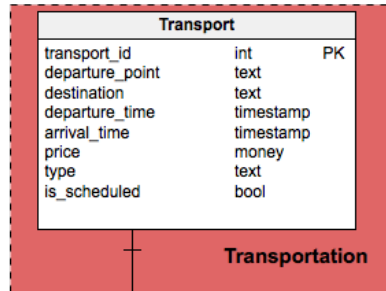 Transport
transport_id int PK
departure_point text
destination text
departure_time timestamp
arrival_time timestamp
price money
type text
is_scheduled bool
Transportation